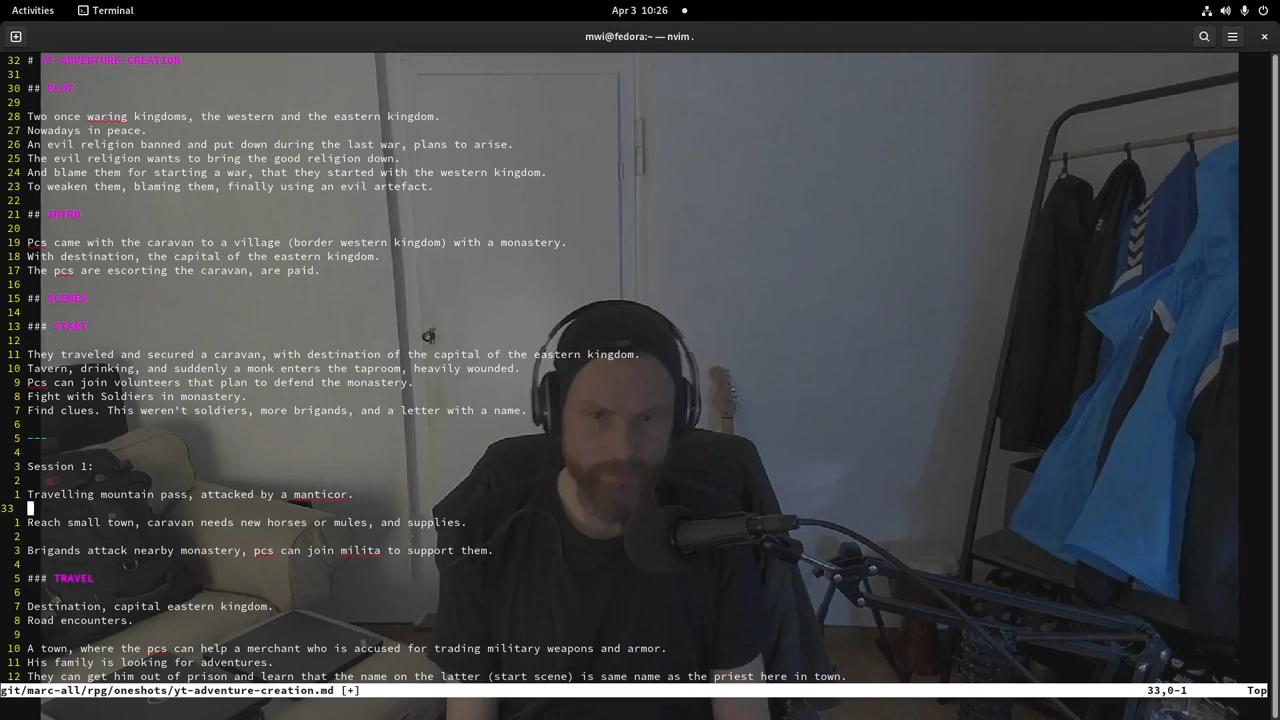 Activities Terminal Apr 3 10:26
mwi@fedora:~ — nvim .
32 # YT-ADVENTURE-CREATION
31
30 ## PLOT
29
28 Two once waring kingdoms, the western and the eastern kingdom.
27 Nowadays in peace.
26 An evil religion banned and put down during the last war, plans to arise.
25 The evil religion wants to bring the good religion down.
24 And blame them for starting a war, that they started with the western kingdom.
23 To weaken them, blaming them, finally using an evil artefact.
22
21 ## INTRO
20
19 Pcs came with the caravan to a village (border western kingdom) with a monastery.
18 With destination, the capital of the eastern kingdom.
17 The pcs are escorting the caravan, are paid.
16
15 ## SCENES
14
13 ### START
12
11 They traveled and secured a caravan, with destination of the capital of the eastern kingdom.
10 Tavern, drinking, and suddenly a monk enters the taproom, heavily wounded.
9 Pcs can join volunteers that plan to defend the monastery.
8 Fight with Soldiers in monastery.
7 Find clues. This weren't soldiers, more brigands, and a letter with a name.
6
5 ---
4
3 Session 1:
2
1 Travelling mountain pass, attacked by a manticor.
33
1 Reach small town, caravan needs new horses or mules, and supplies.
2
3 Brigands attack nearby monastery, pcs can join milita to support them.
4
5 ### TRAVEL
6
7 Destination, capital eastern kingdom.
8 Road encounters.
9
10 A town, where the pcs can help a merchant who is accused for trading military weapons and armor.
11 His family is looking for adventures.
12 They can get him out of prison and learn that the name on the latter (start scene) is same name as the priest here in town.
git/marc-all/rpg/oneshots/yt-adventure-creation.md [+] 33,0-1 Top